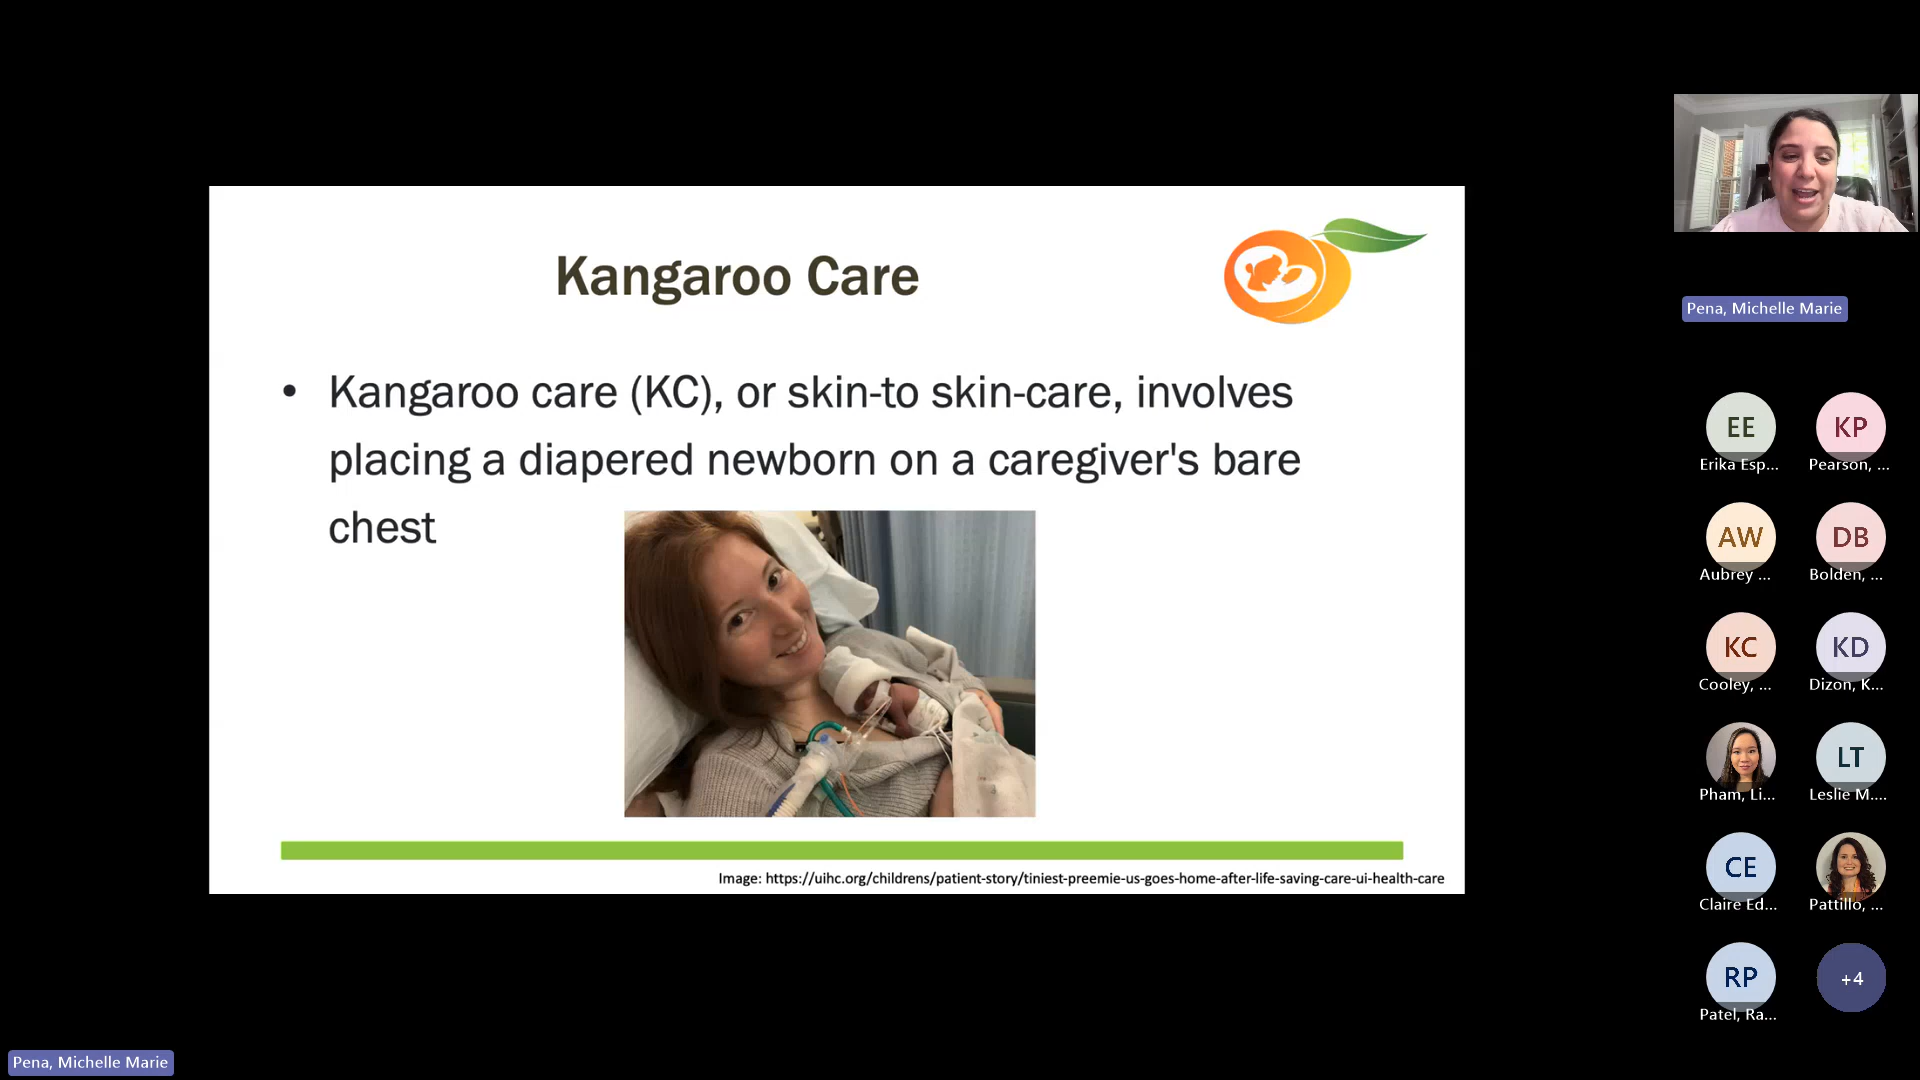 Kangaroo Care
• Kangaroo care (KC), or skin-to skin-care, involves
placing a diapered newborn on a caregiver's bare
chest
Image: https://uihc.org/childrens/patient-story/tiniest-preemie-us-goes-home-after-life-saving-care-ui-health-care
Pena, Michelle Marie
EE
KP
Erika Esp...
Pearson, ...
AW
DB
Aubrey ...
Bolden, ...
KC
KD
Cooley, ...
Dizon, K...
LT
Pham, Li...
Leslie M....
CE
Claire Ed...
Pattillo, ...
RP
+4
Patel, Ra...
Pena, Michelle Marie